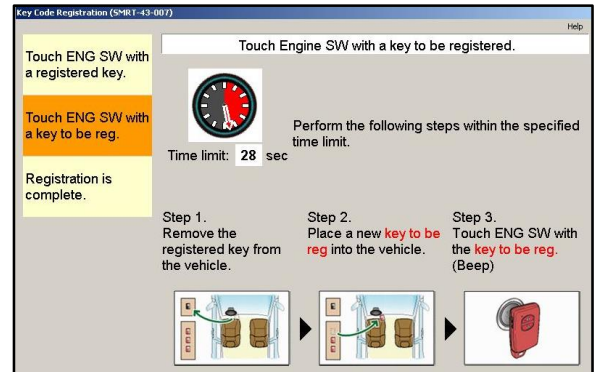 Key Code Registration (SMRT-43-007)
Help
Touch ENG SW with
a registered key.
Touch ENG SW with
a key to be reg.
Registration is
complete.
Touch Engine SW with a key to be registered.
Time limit: 28 sec
Perform the following steps within the specified
time limit.
Step 1.
Remove the
registered key from
the vehicle.
Step 2.
Place a new key to be
reg into the vehicle.
Step 3.
Touch ENG SW with
the key to be reg.
(Beep)